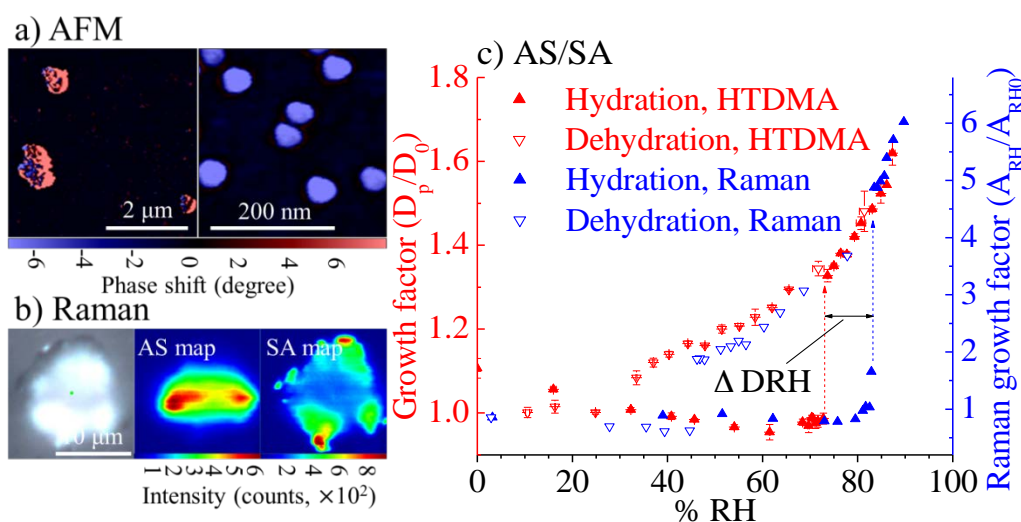 a) AFM
2 μm
200 nm
-6
-4
-2
0
2
4
6
Phase shift (degree)
b) Raman
AS map
SA map
10 μm
1 2 3 4 5 6
2 4 6 8
Intensity (counts, ×10²)
c) AS/SA
Growth factor (Dp/D0)
1.8
1.6
1.4
1.2
1.0
Hydration, HTDMA
Dehydration, HTDMA
Hydration, Raman
Dehydration, Raman
Δ DRH
0 20 40 60 80 100
% RH
6
5
4
3
2
1
Raman growth factor (ARH/ARH0)